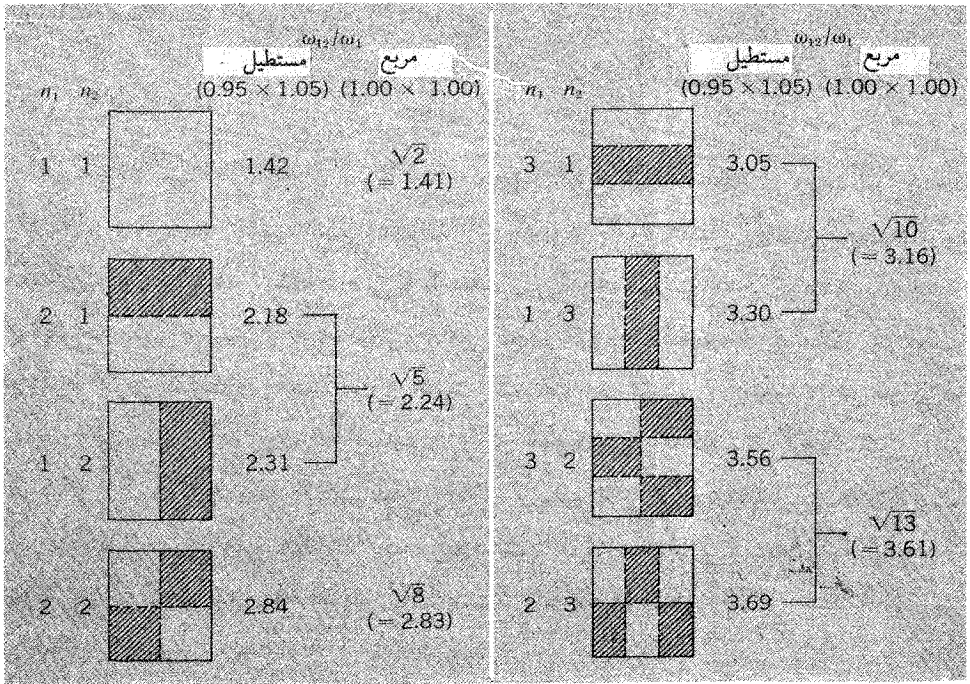 ω₁₂/ω₁
مستطيل مربع
n₁ n₂ (0.95 × 1.05) (1.00 × 1.00)
1 1 1.42 √2
(= 1.41)
2 1 2.18
√5
(= 2.24)
1 2 2.31
2 2 2.84 √8
(= 2.83)
ω₁₂/ω₁
مستطيل مربع
n₁ n₂ (0.95 × 1.05) (1.00 × 1.00)
3 1 3.05
√10
(= 3.16)
1 3 3.30
3 2 3.56
√13
(= 3.61)
2 3 3.69